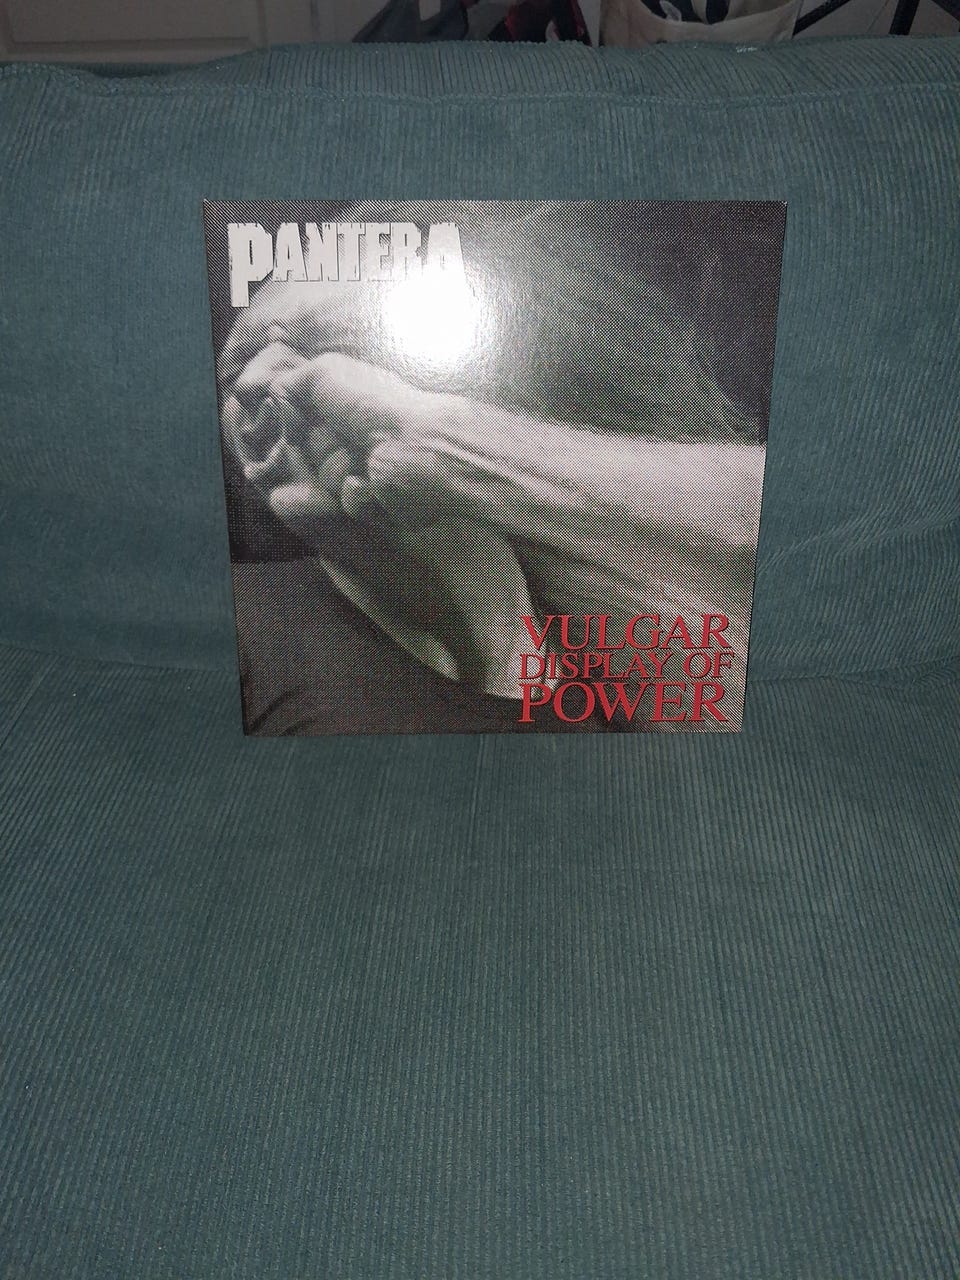 PANTERA
VULGAR
DISPLAY OF
POWER